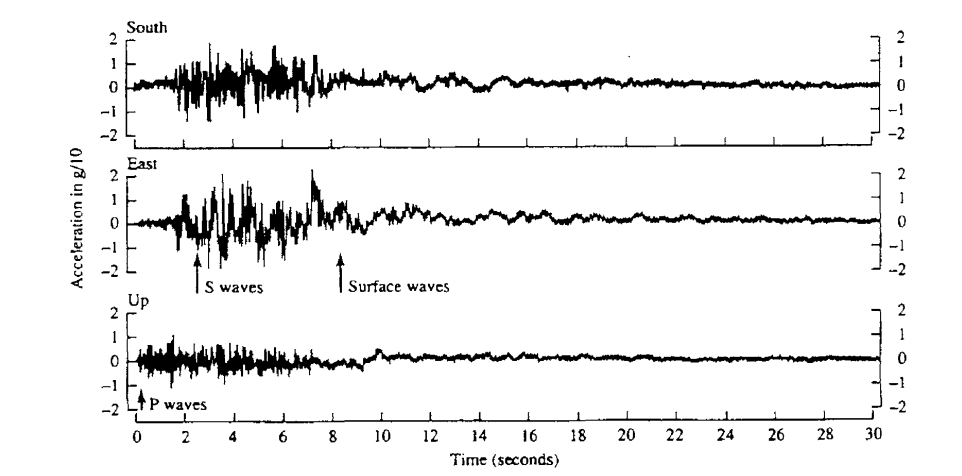 South
2 2
1 1
0 0
−1 −1
−2 −2
East
2 2
1 1
0 0
−1 −1
−2 −2
S waves Surface waves
Up
2 2
1 1
0 0
−1 −1
−2 −2
P waves
0 2 4 6 8 10 12 14 16 18 20 22 24 26 28 30
Time (seconds)
Acceleration in g/10